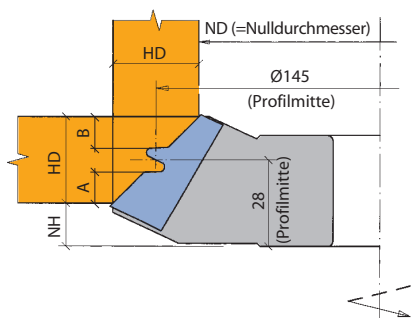 ND (=Nulldurchmesser)
HD
Ø145
(Profilmitte)
B
HD
A
NH
28
(Profilmitte)